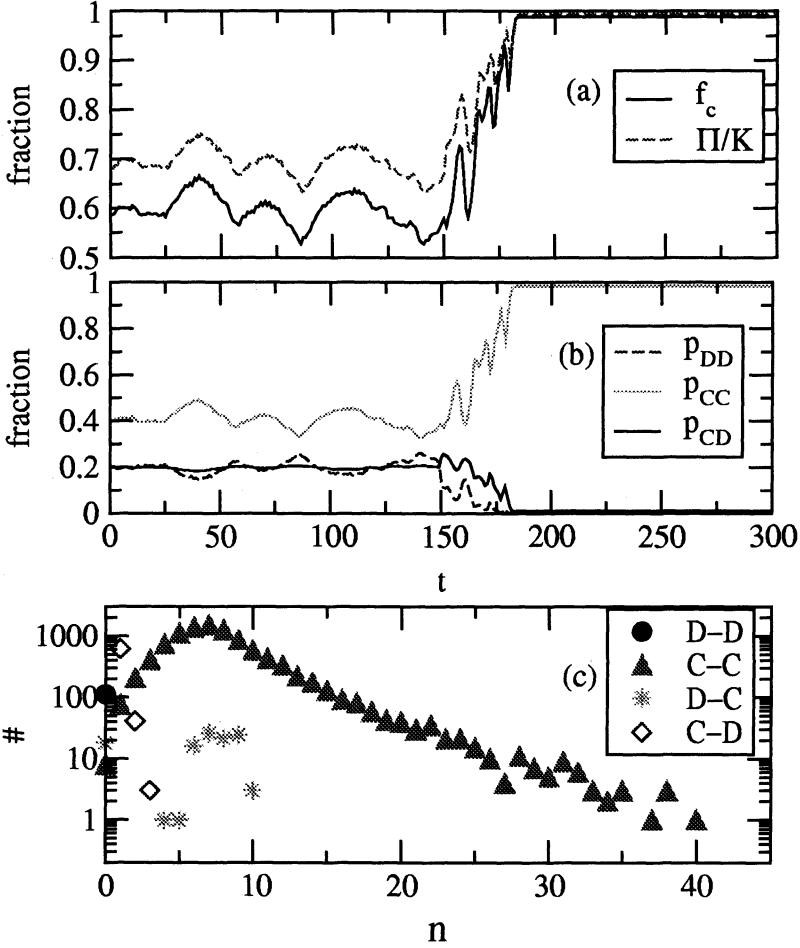 1
0.9
0.8
0.7
0.6
0.5
fraction
(a)
f_c
Π/K
1
0.8
0.6
0.4
0.2
0
fraction
(b)
p_DD
p_CC
p_CD
0 50 100 150 200 250 300
t
1000
100
10
1
#
(c)
D–D
C–C
D–C
C–D
0 10 20 30 40
n